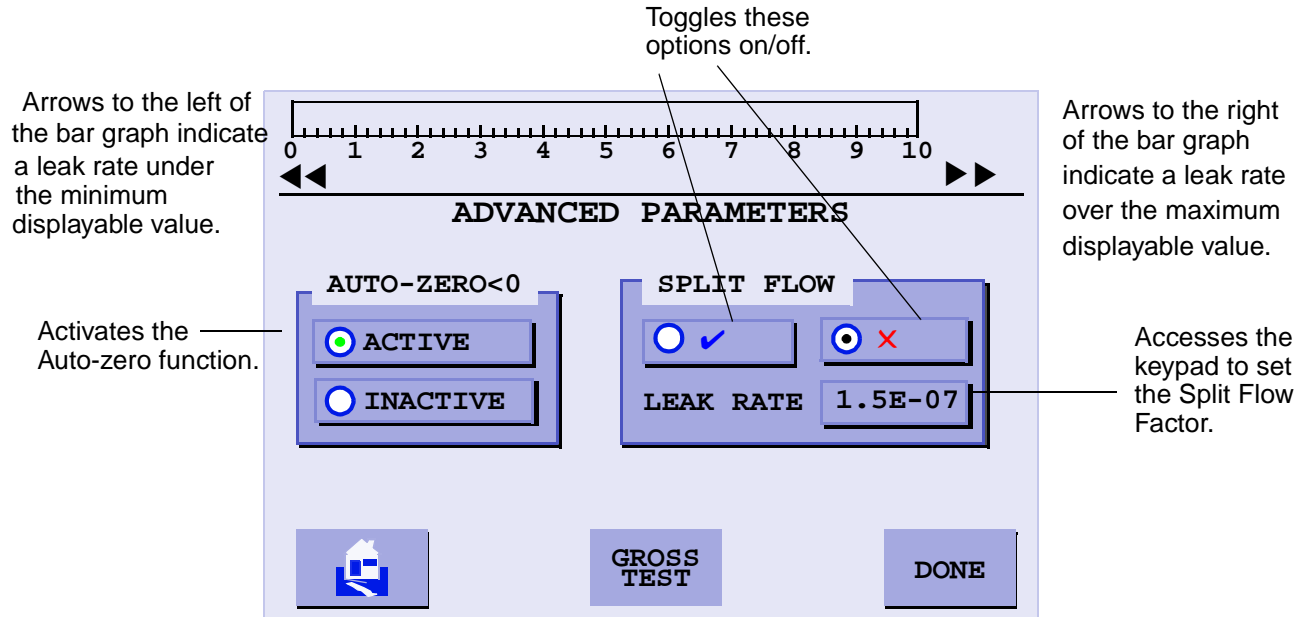 Toggles these
options on/off.
Arrows to the left of
the bar graph indicate
a leak rate under
the minimum
displayable value.
0 1 2 3 4 5 6 7 8 9 10
Arrows to the right
of the bar graph
indicate a leak rate
over the maximum
displayable value.
ADVANCED PARAMETERS
AUTO-ZERO<0
ACTIVE
INACTIVE
Activates the
Auto-zero function.
SPLIT FLOW
LEAK RATE 1.5E-07
Accesses the
keypad to set
the Split Flow
Factor.
GROSS
TEST
DONE